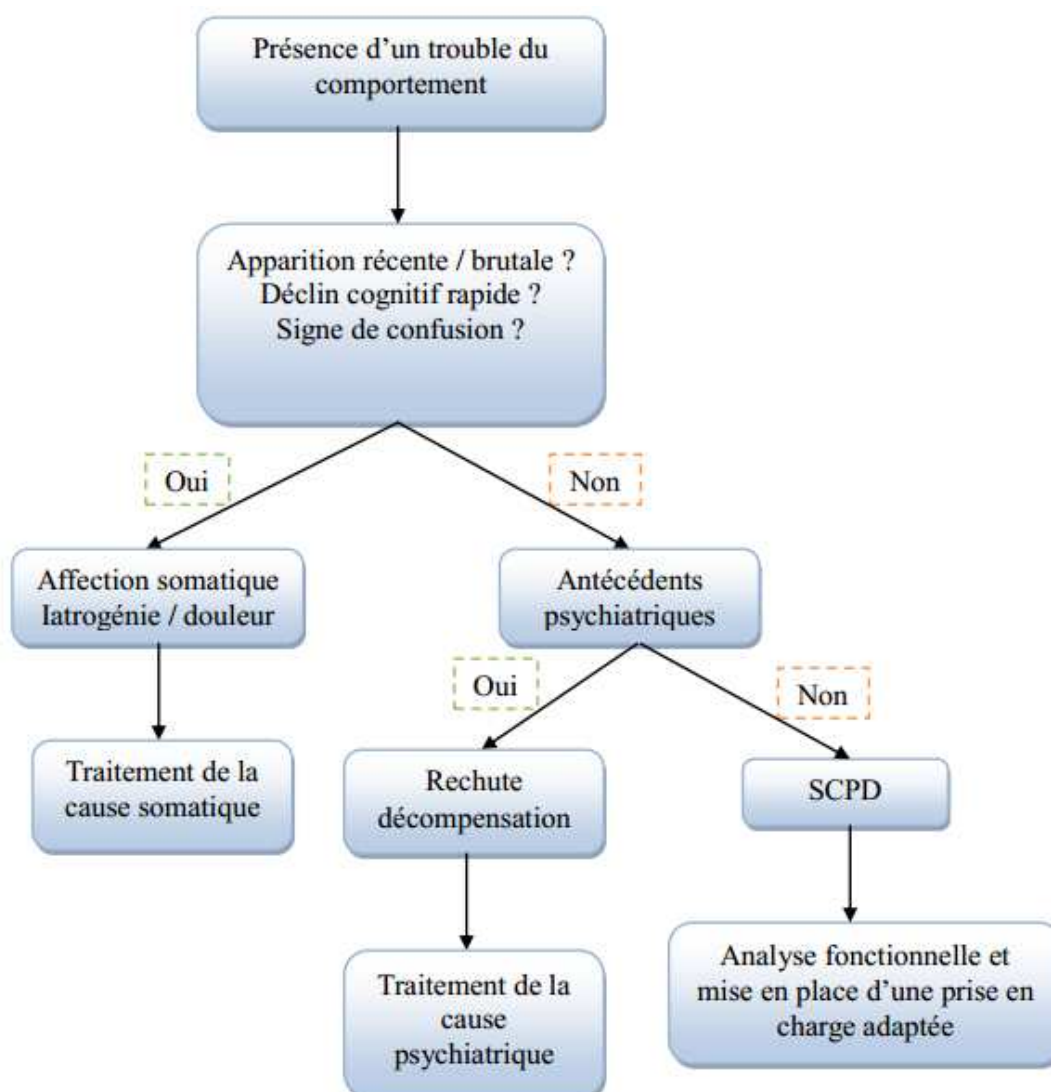 Présence d'un trouble du
comportement
Apparition récente / brutale ?
Déclin cognitif rapide ?
Signe de confusion ?
Oui
Non
Affection somatique
Iatrogénie / douleur
Antécédents
psychiatriques
Oui
Non
Traitement de la
cause somatique
Rechute
décompensation
SCPD
Traitement de la
cause
psychiatrique
Analyse fonctionnelle et
mise en place d'une prise en
charge adaptée